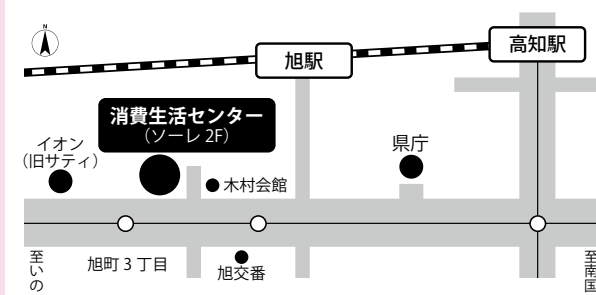 N
高知駅
旭駅
消費生活センター
（ソーレ 2F）
イオン
（旧サティ）
県庁
木村会館
旭町 3 丁目
旭交番
至いの
至南国